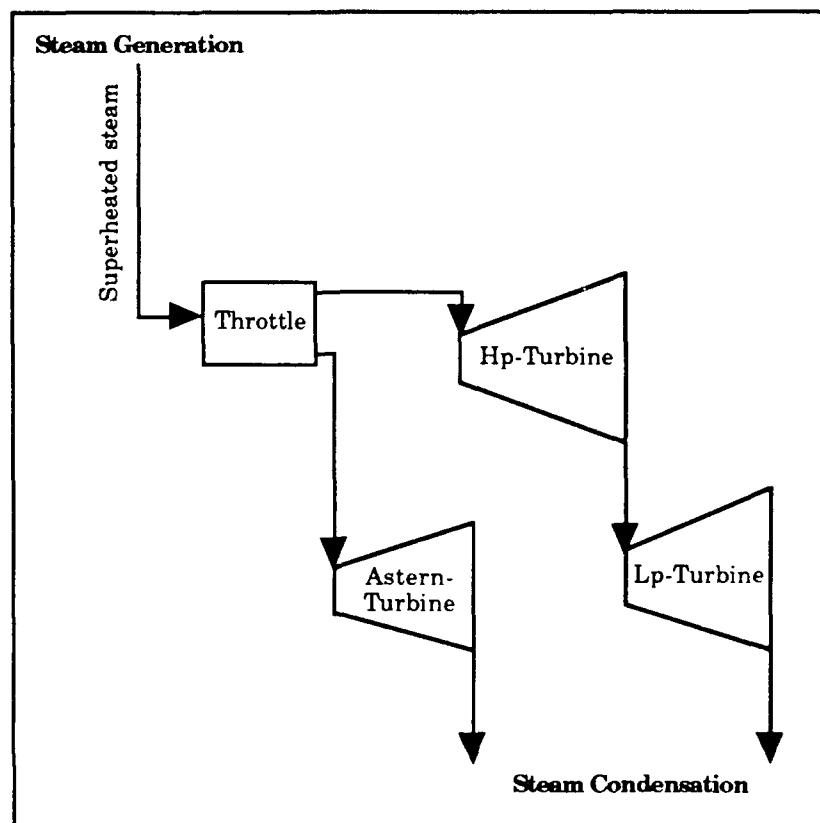 Steam Generation
Superheated steam
Throttle
Hp-Turbine
Astern-
Turbine
Lp-Turbine
Steam Condensation